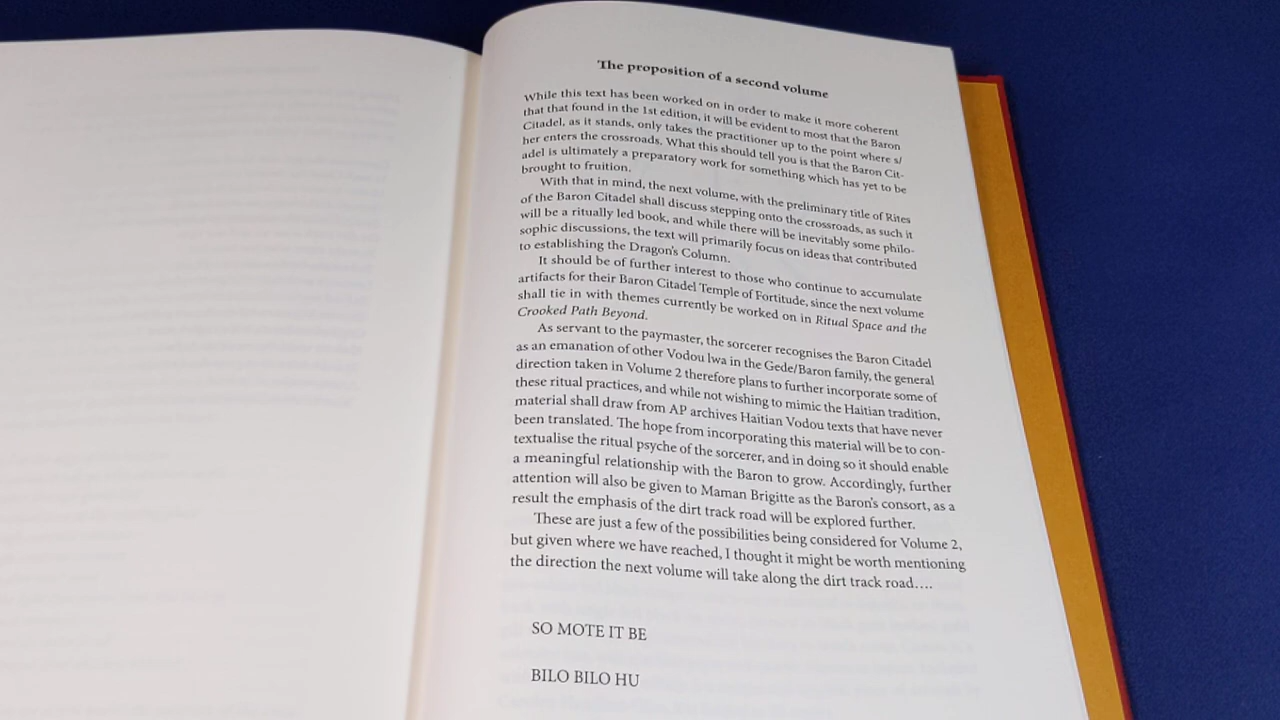 The proposition of a second volume
While this text has been worked on in order to make it more coherent
that that found in the 1st edition, it will be evident to most that the Baron
Citadel, as it stands, only takes the practitioner up to the point where s/
her enters the crossroads. What this should tell you is that the Baron Cit-
adel is ultimately a preparatory work for something which has yet to be
brought to fruition.
With that in mind, the next volume, with the preliminary title of Rites
of the Baron Citadel shall discuss stepping onto the crossroads, as such it
will be a ritually led book, and while there will be inevitably some philo-
sophic discussions, the text will primarily focus on ideas that contributed
to establishing the Dragon's Column.
It should be of further interest to those who continue to accumulate
artifacts for their Baron Citadel Temple of Fortitude, since the next volume
shall tie in with themes currently be worked on in Ritual Space and the
Crooked Path Beyond.
As servant to the paymaster, the sorcerer recognises the Baron Citadel
as an emanation of other Vodou lwa in the Gede/Baron family, the general
direction taken in Volume 2 therefore plans to further incorporate some of
these ritual practices, and while not wishing to mimic the Haitian tradition,
material shall draw from AP archives Haitian Vodou texts that have never
been translated. The hope from incorporating this material will be to con-
textualise the ritual psyche of the sorcerer, and in doing so it should enable
a meaningful relationship with the Baron to grow. Accordingly, further
attention will also be given to Maman Brigitte as the Baron's consort, as a
result the emphasis of the dirt track road will be explored further.
These are just a few of the possibilities being considered for Volume 2,
but given where we have reached, I thought it might be worth mentioning
the direction the next volume will take along the dirt track road….
SO MOTE IT BE
BILO BILO HU